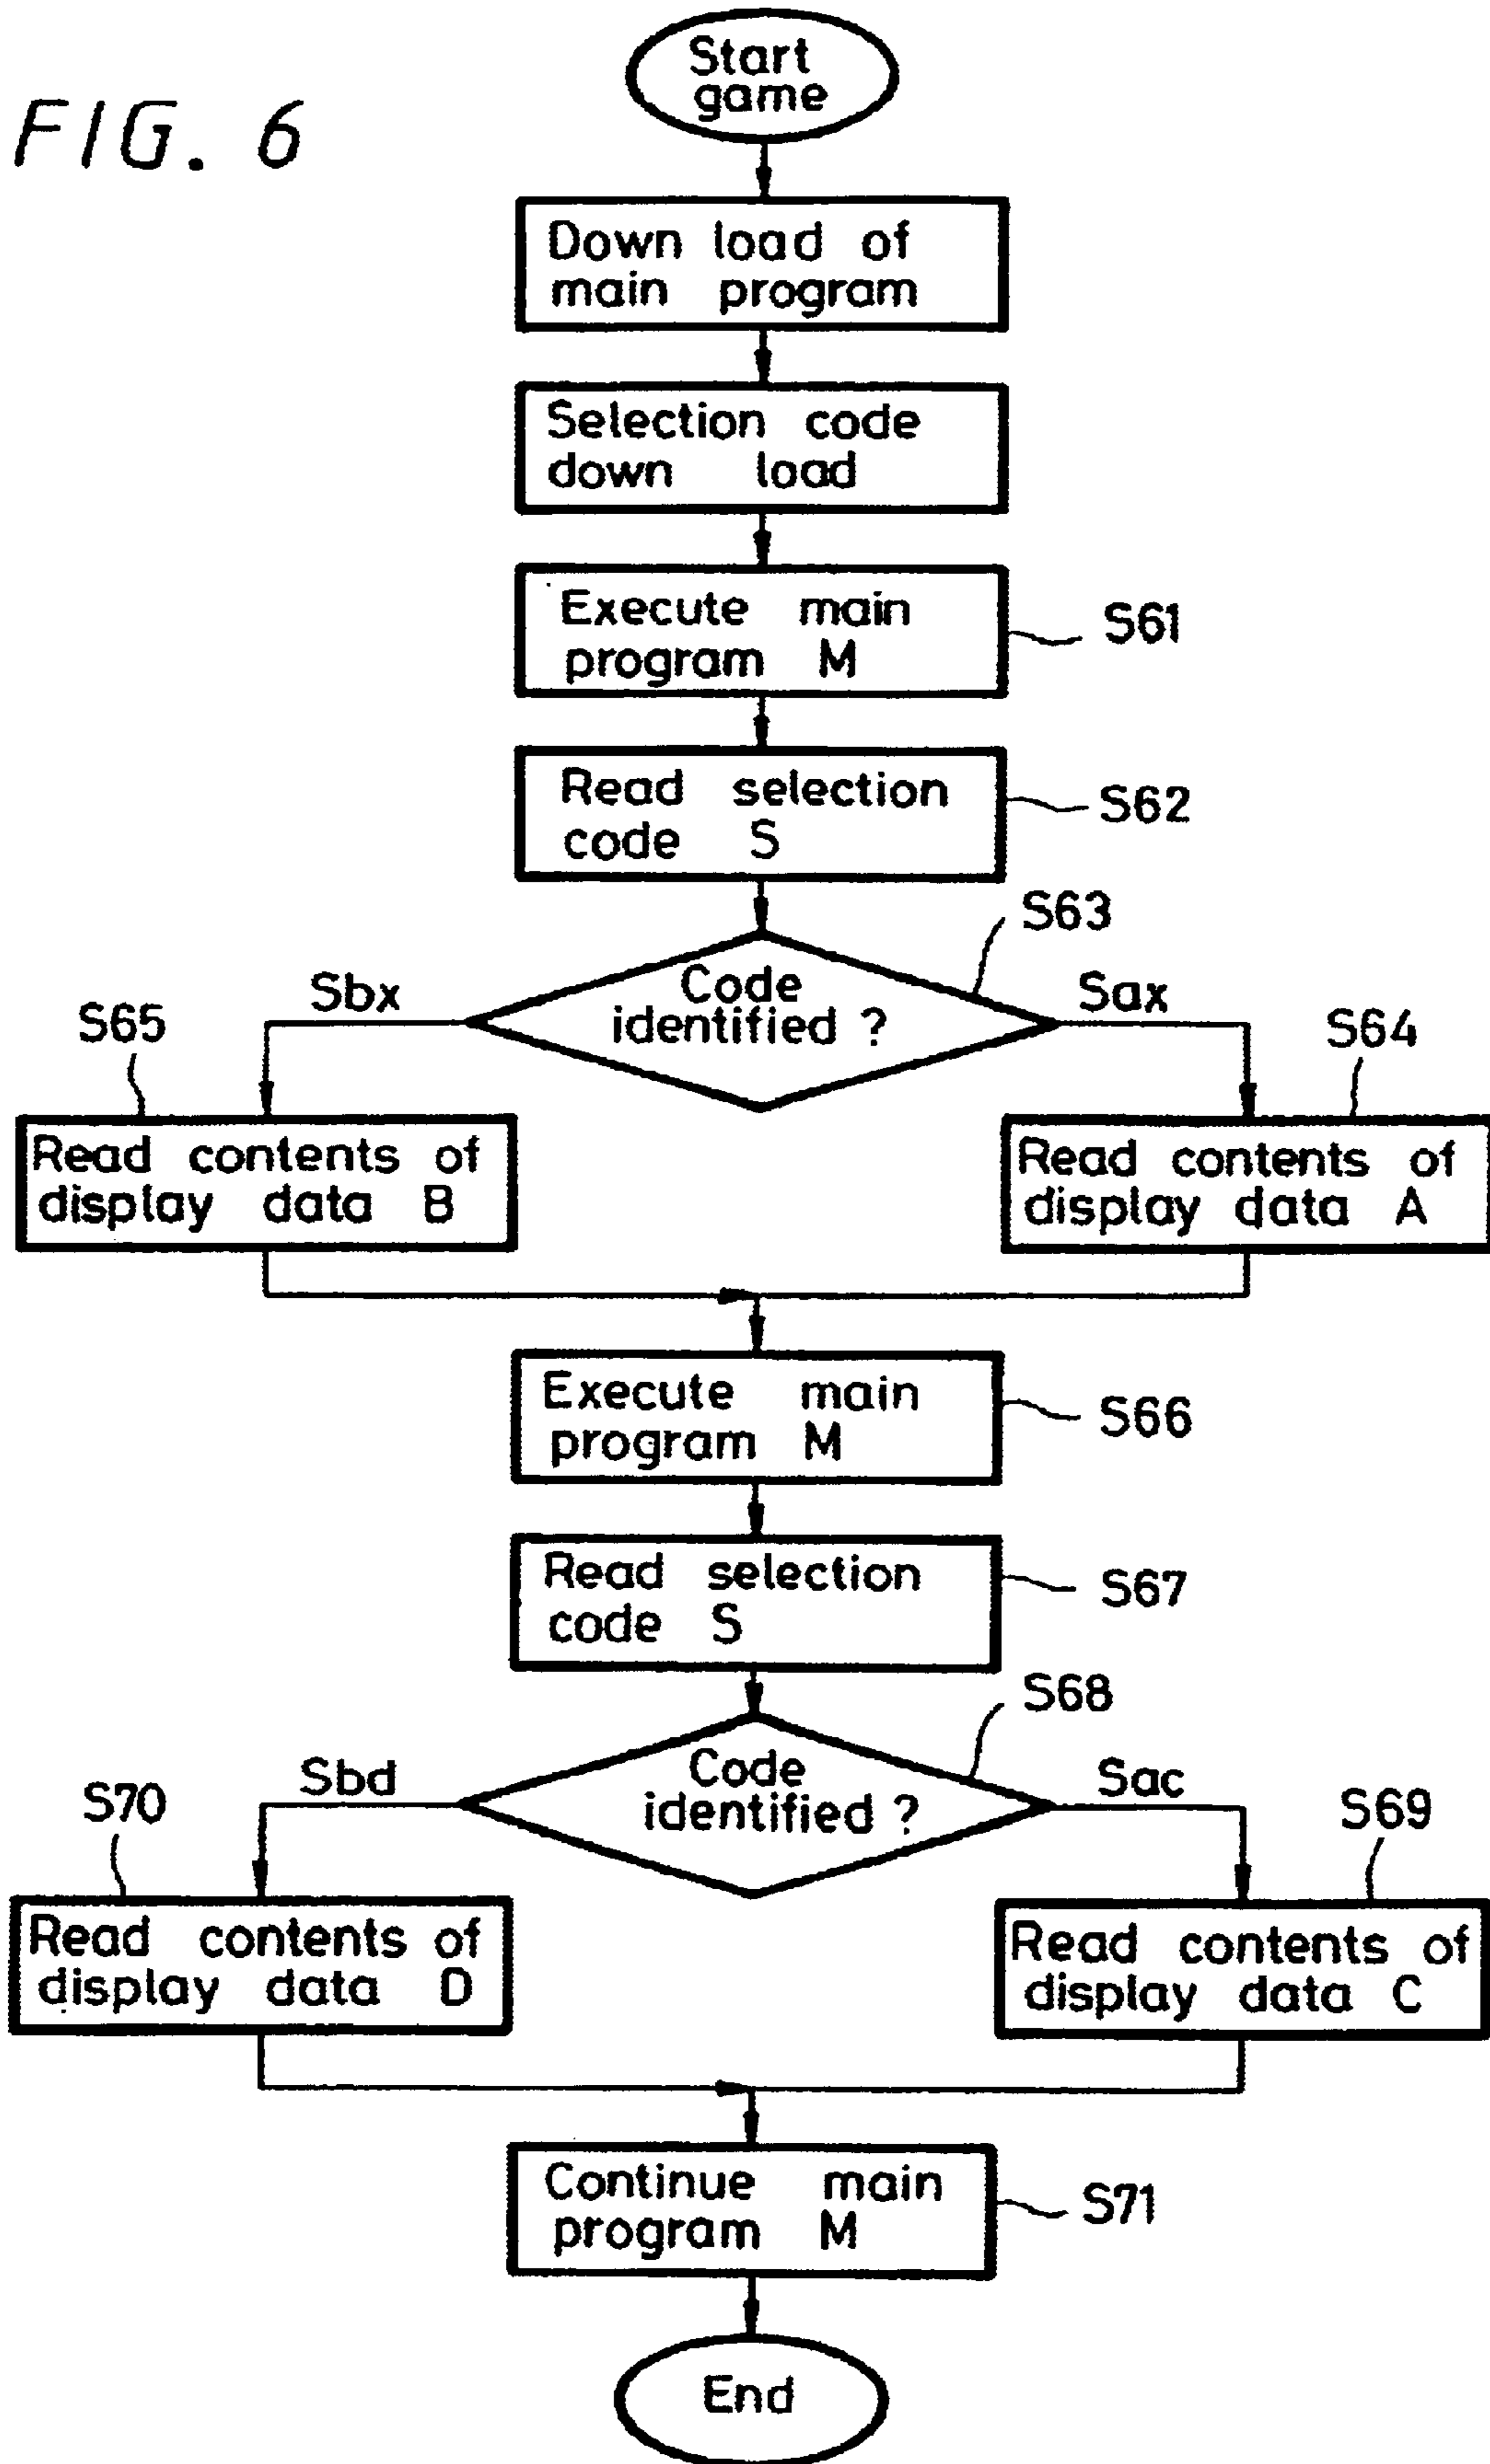 FIG. 6
Start
game
Down load of
main program
Selection code
down load
Execute main
program M
S61
Read selection
code S
S62
S63
Code
identified ?
Sbx
Sax
S65
S64
Read contents of
display data B
Read contents of
display data A
Execute main
program M
S66
Read selection
code S
S67
S68
Code
identified ?
Sbd
Sac
S70
S69
Read contents of
display data D
Read contents of
display data C
Continue main
program M
S71
End